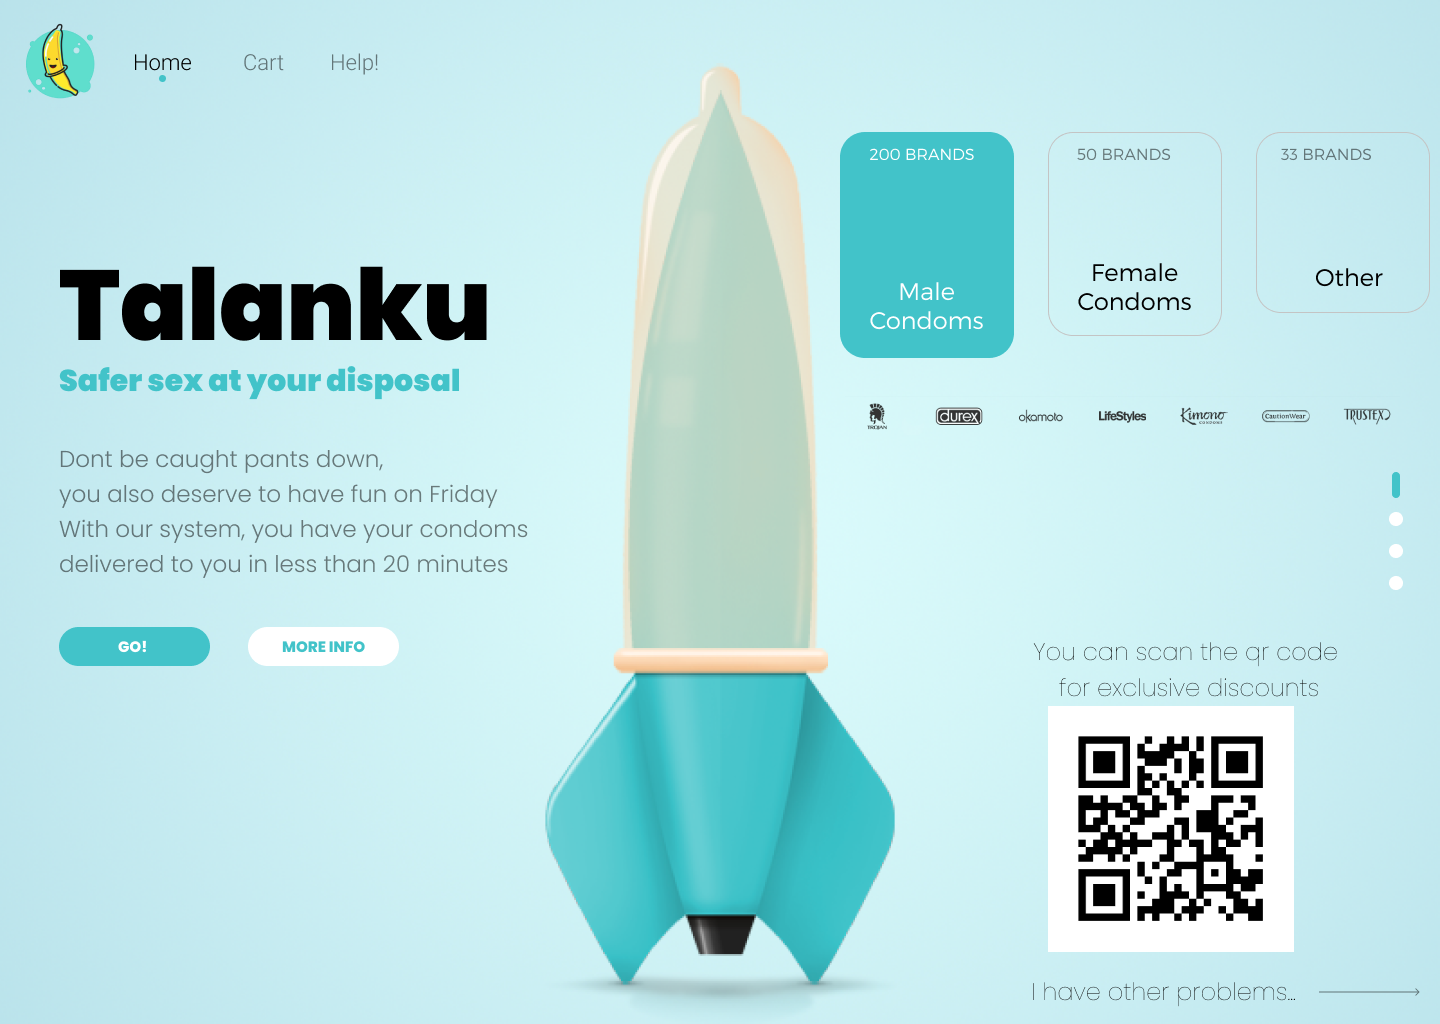 Home Cart Help!
Talanku
Safer sex at your disposal
Dont be caught pants down,
you also deserve to have fun on Friday
With our system, you have your condoms
delivered to you in less than 20 minutes
GO! MORE INFO
200 BRANDS
Male
Condoms
50 BRANDS
Female
Condoms
33 BRANDS
Other
TROJAN durex okamoto LifeStyles Kimono CONDOMS CautionWear TRUSTEX
You can scan the qr code
for exclusive discounts
I have other problems...